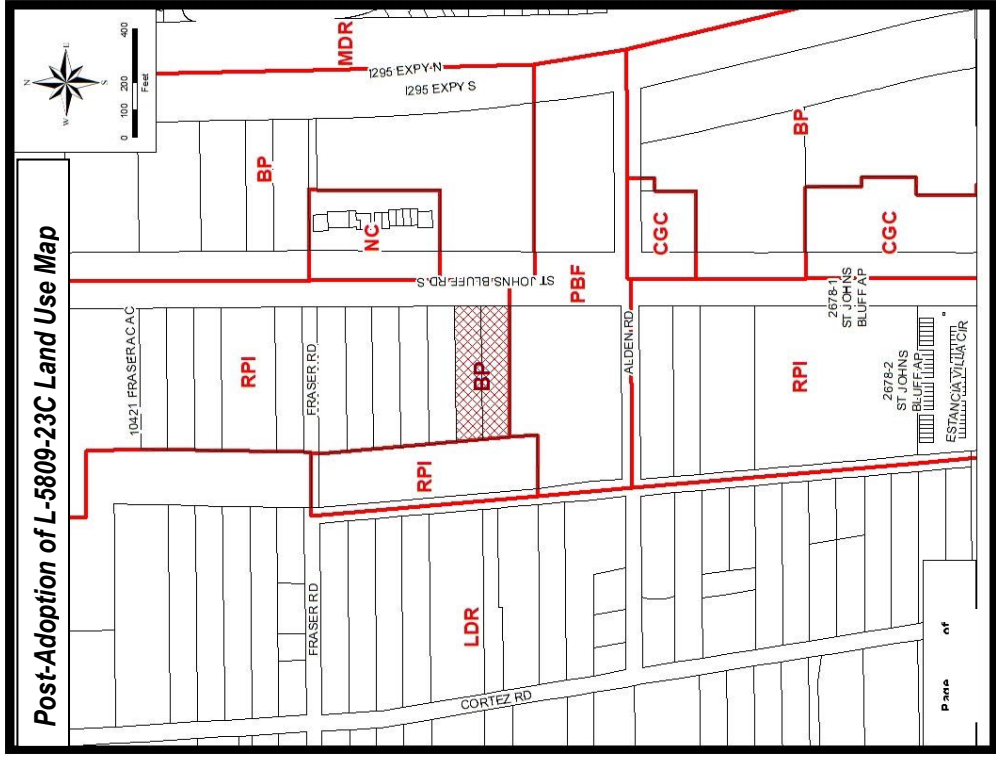 Post-Adoption of L-5809-23C Land Use Map
N
W
E
S
0 100 200 400
Feet
MDR
I295 EXPY N
I295 EXPY S
BP
BP
NC
CGC
CGC
ST JOHNS BLUFF RD S
PBF
10421 FRASERAC AC
RPI
FRASER RD
BP
ALDEN RD
2678-1
ST JOHNS
BLUFF AP
RPI
2678-2
ST JOHNS
BLUFF AP
ESTANCIA VILLA CIR
RPI
FRASER RD
LDR
CORTEZ RD
Page of